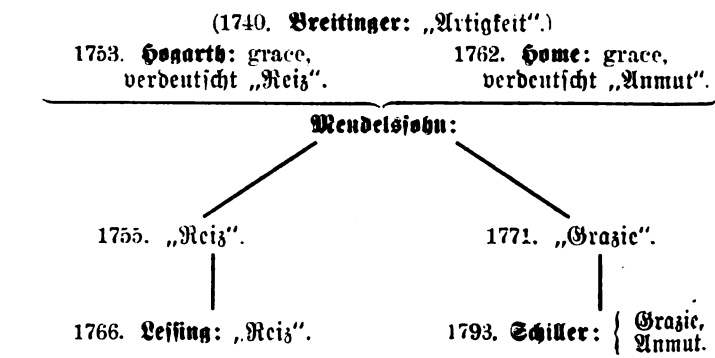 (1740. Breitinger: „Artigkeit“.)
1753. Hogarth: grace,
verdeutscht „Reiz“.
1762. Home: grace,
verdeutscht „Anmut“.
Mendelssohn:
1755. „Reiz“.
1771. „Grazie“.
1766. Lessing: „Reiz“.
1793. Schiller: { Grazie,
Anmut.